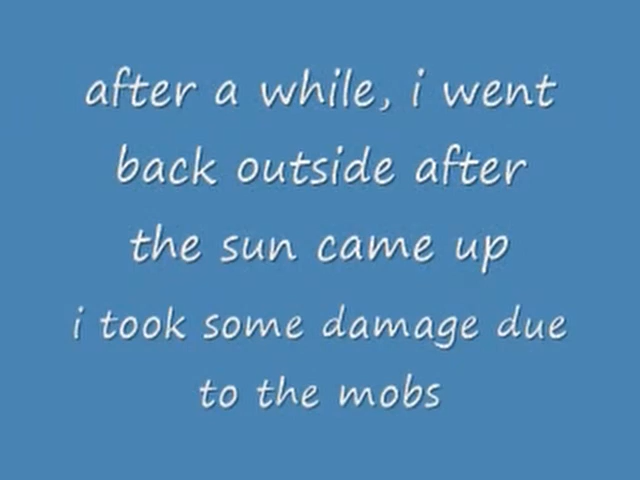 after a while, i went
back outside after
the sun came up
i took some damage due
to the mobs